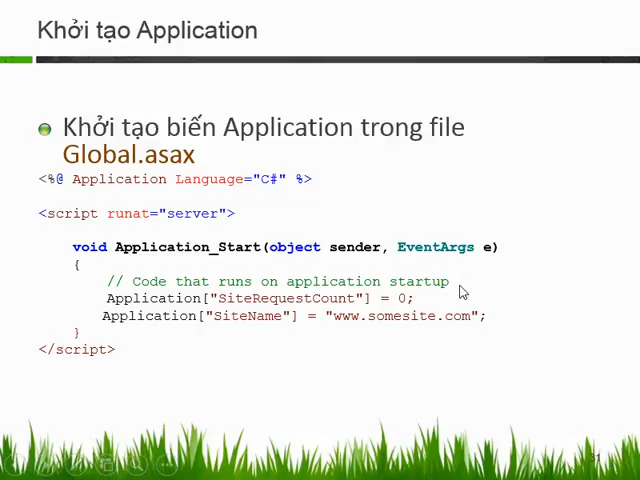 Khởi tạo Application
Khởi tạo biến Application trong file
Global.asax
<%@ Application Language="C#" %>
<script runat="server">
void Application_Start(object sender, EventArgs e)
{
// Code that runs on application startup
Application["SiteRequestCount"] = 0;
Application["SiteName"] = "www.somesite.com";
}
</script>
31